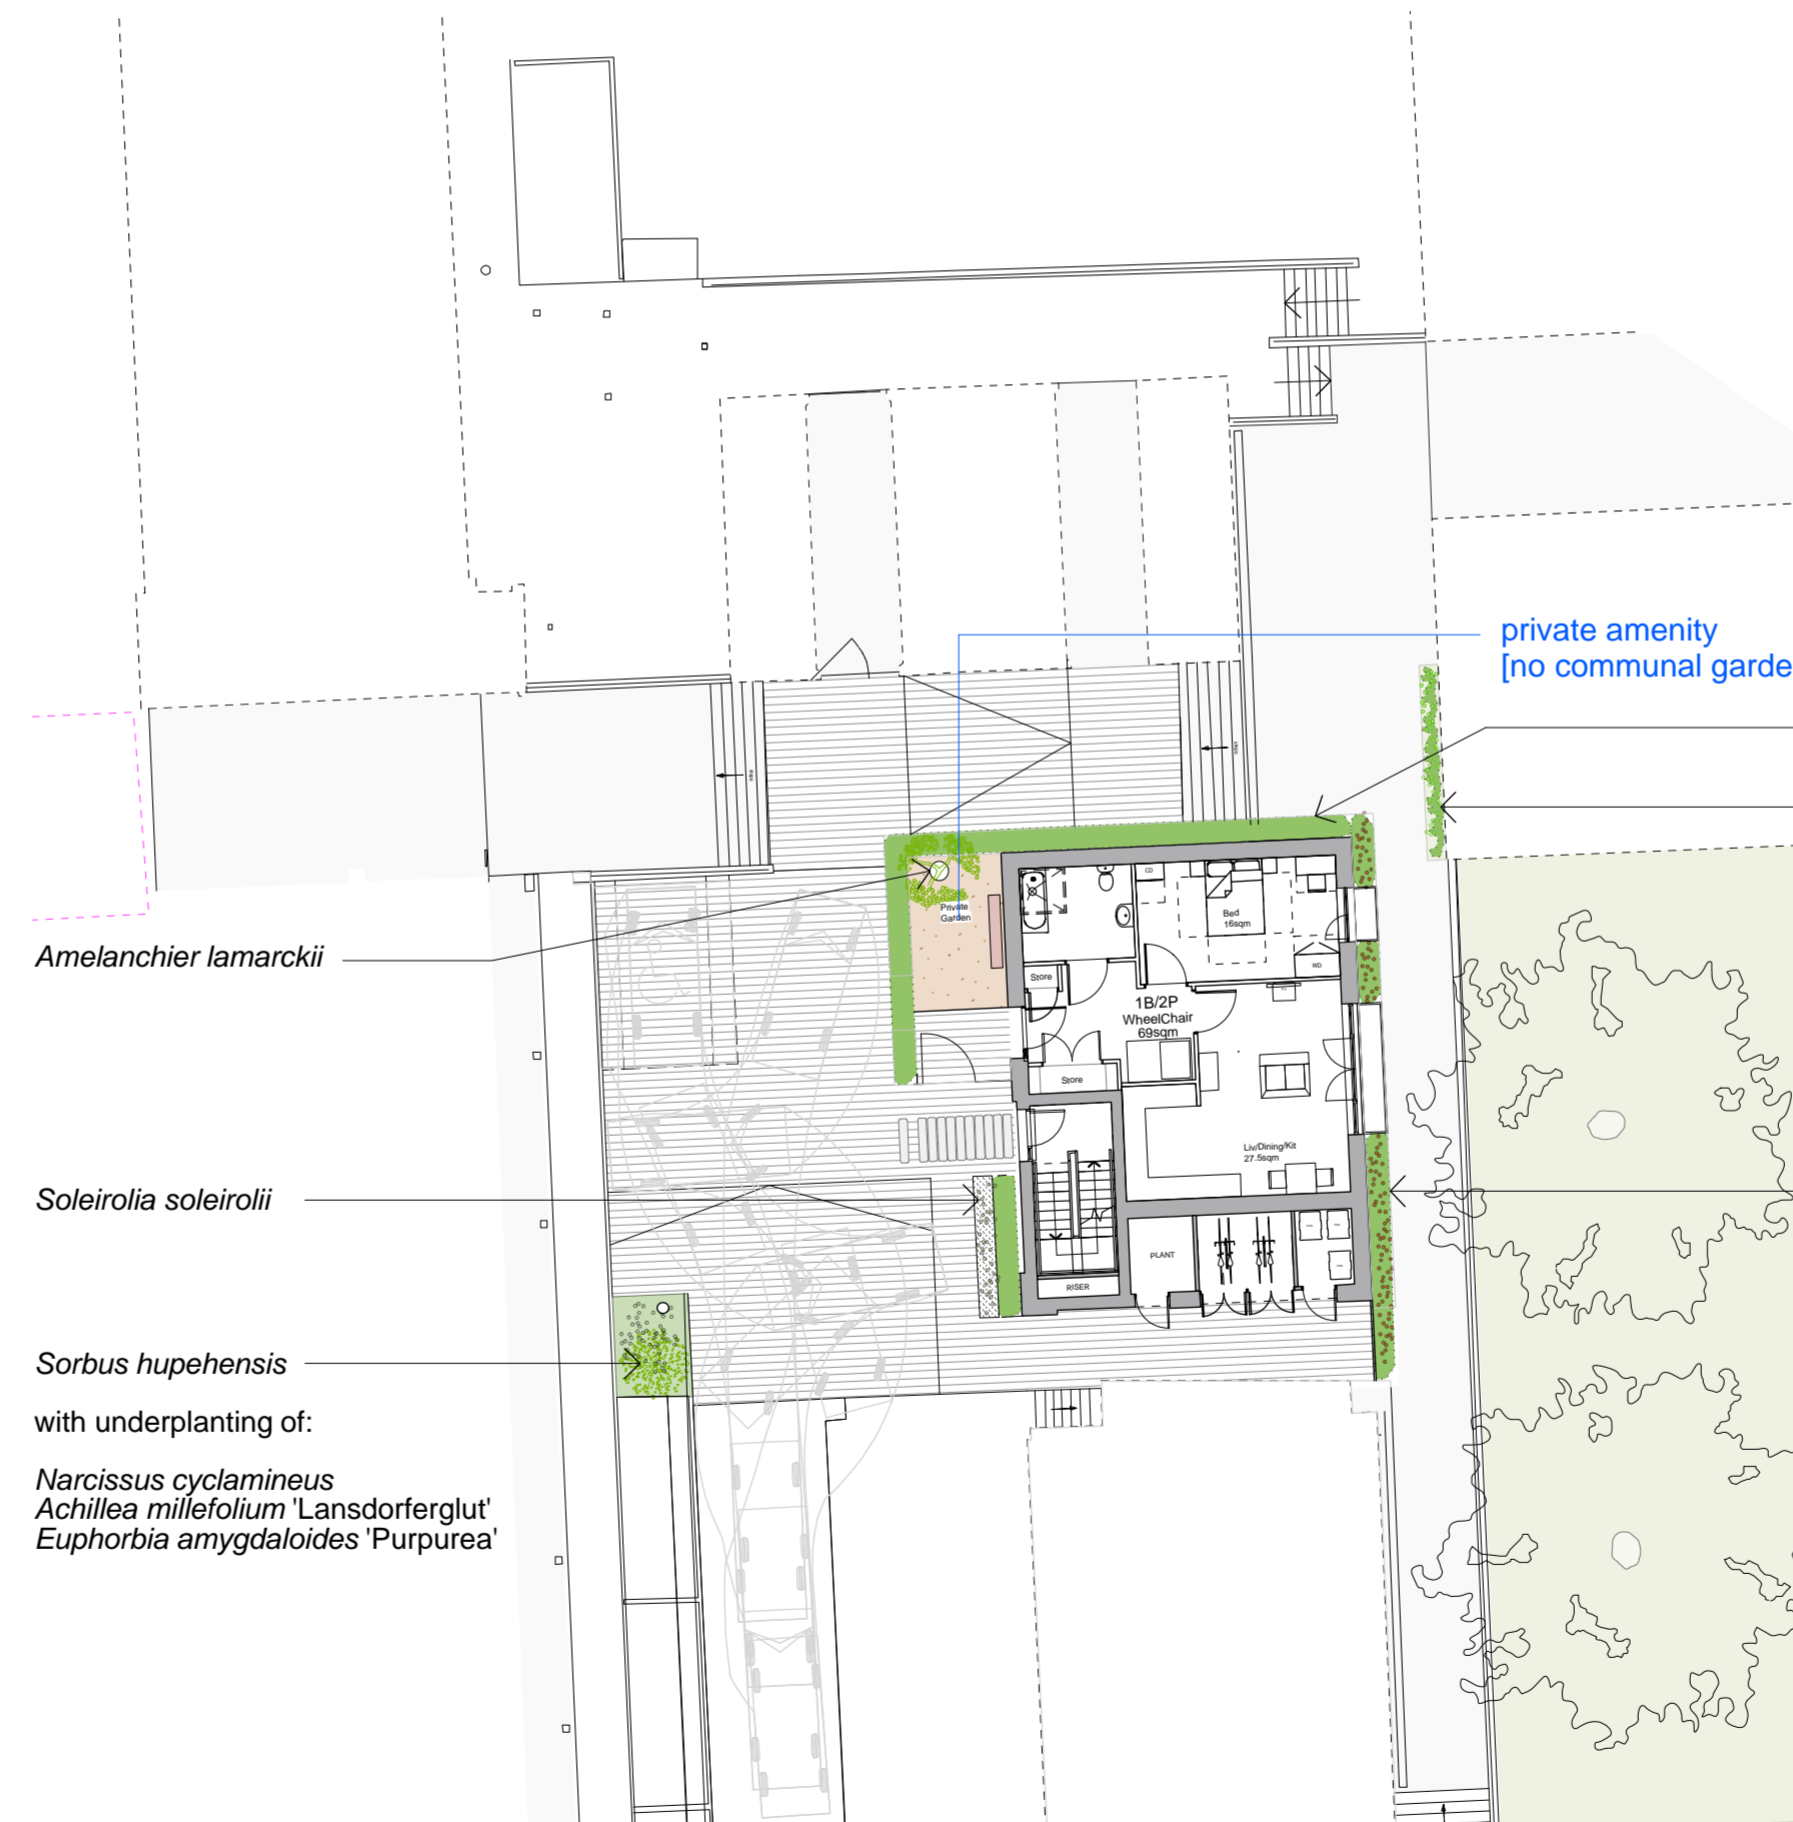 private amenity
[no communal garde
Private
Garden
CD
Bed
16sqm
WD
Amelanchier lamarckii
Store
1B/2P
WheelChair
69sqm
Store
Liv/Dining/Kit
27.5sqm
Soleirolia soleirolii
PLANT
RISER
Sorbus hupehensis
with underplanting of:
Narcissus cyclamineus
Achillea millefolium 'Lansdorferglut'
Euphorbia amygdaloides 'Purpurea'